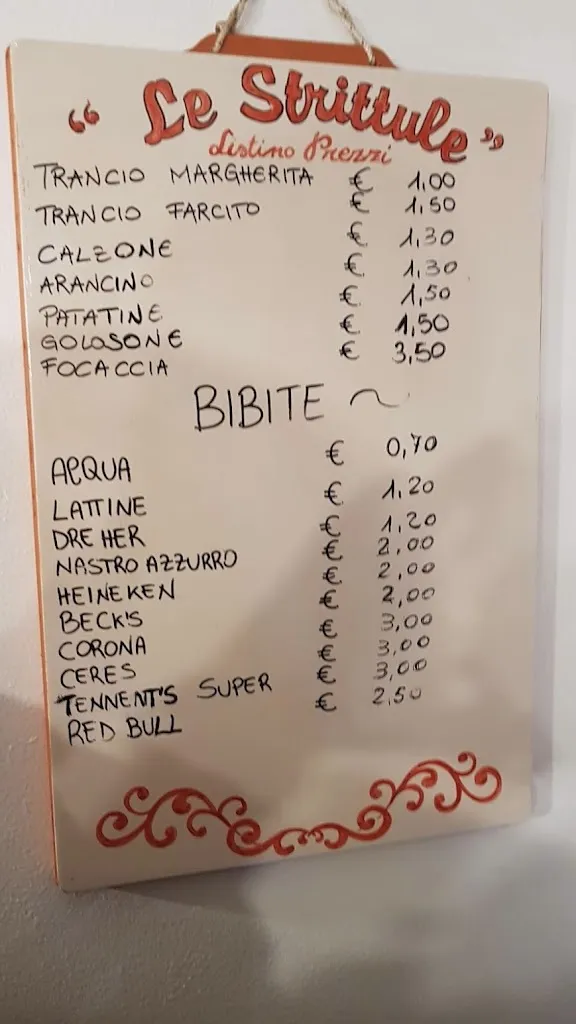 “ Le Strittule ”
Listino Prezzi
TRANCIO MARGHERITA € 1,00
TRANCIO FARCITO € 1,50
CALZONE € 1,30
ARANCINO € 1,30
PATATINE € 1,50
GOLOSONE € 1,50
FOCACCIA € 3,50
BIBITE ~
ACQUA € 0,70
LATTINE € 1,20
DREHER € 1,20
NASTRO AZZURRO € 2,00
HEINEKEN € 2,00
BECK'S € 2,00
CORONA € 3,00
CERES € 3,00
TENNENT'S SUPER € 3,00
RED BULL € 2,50